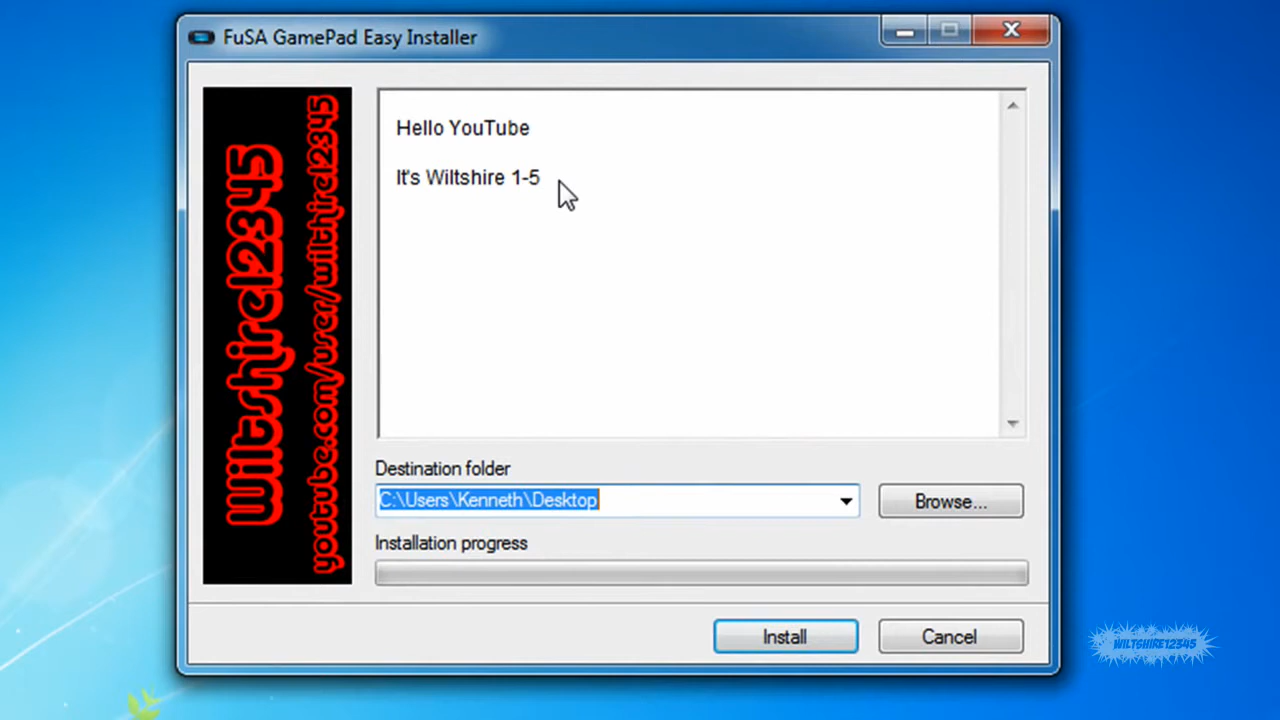 FuSA GamePad Easy Installer
Wiltshire12345
youtube.com/user/wilthire12345
Hello YouTube
It's Wiltshire 1-5
Destination folder
C:\Users\Kenneth\Desktop
Browse...
Installation progress
Install
Cancel
WILTSHIRE12345